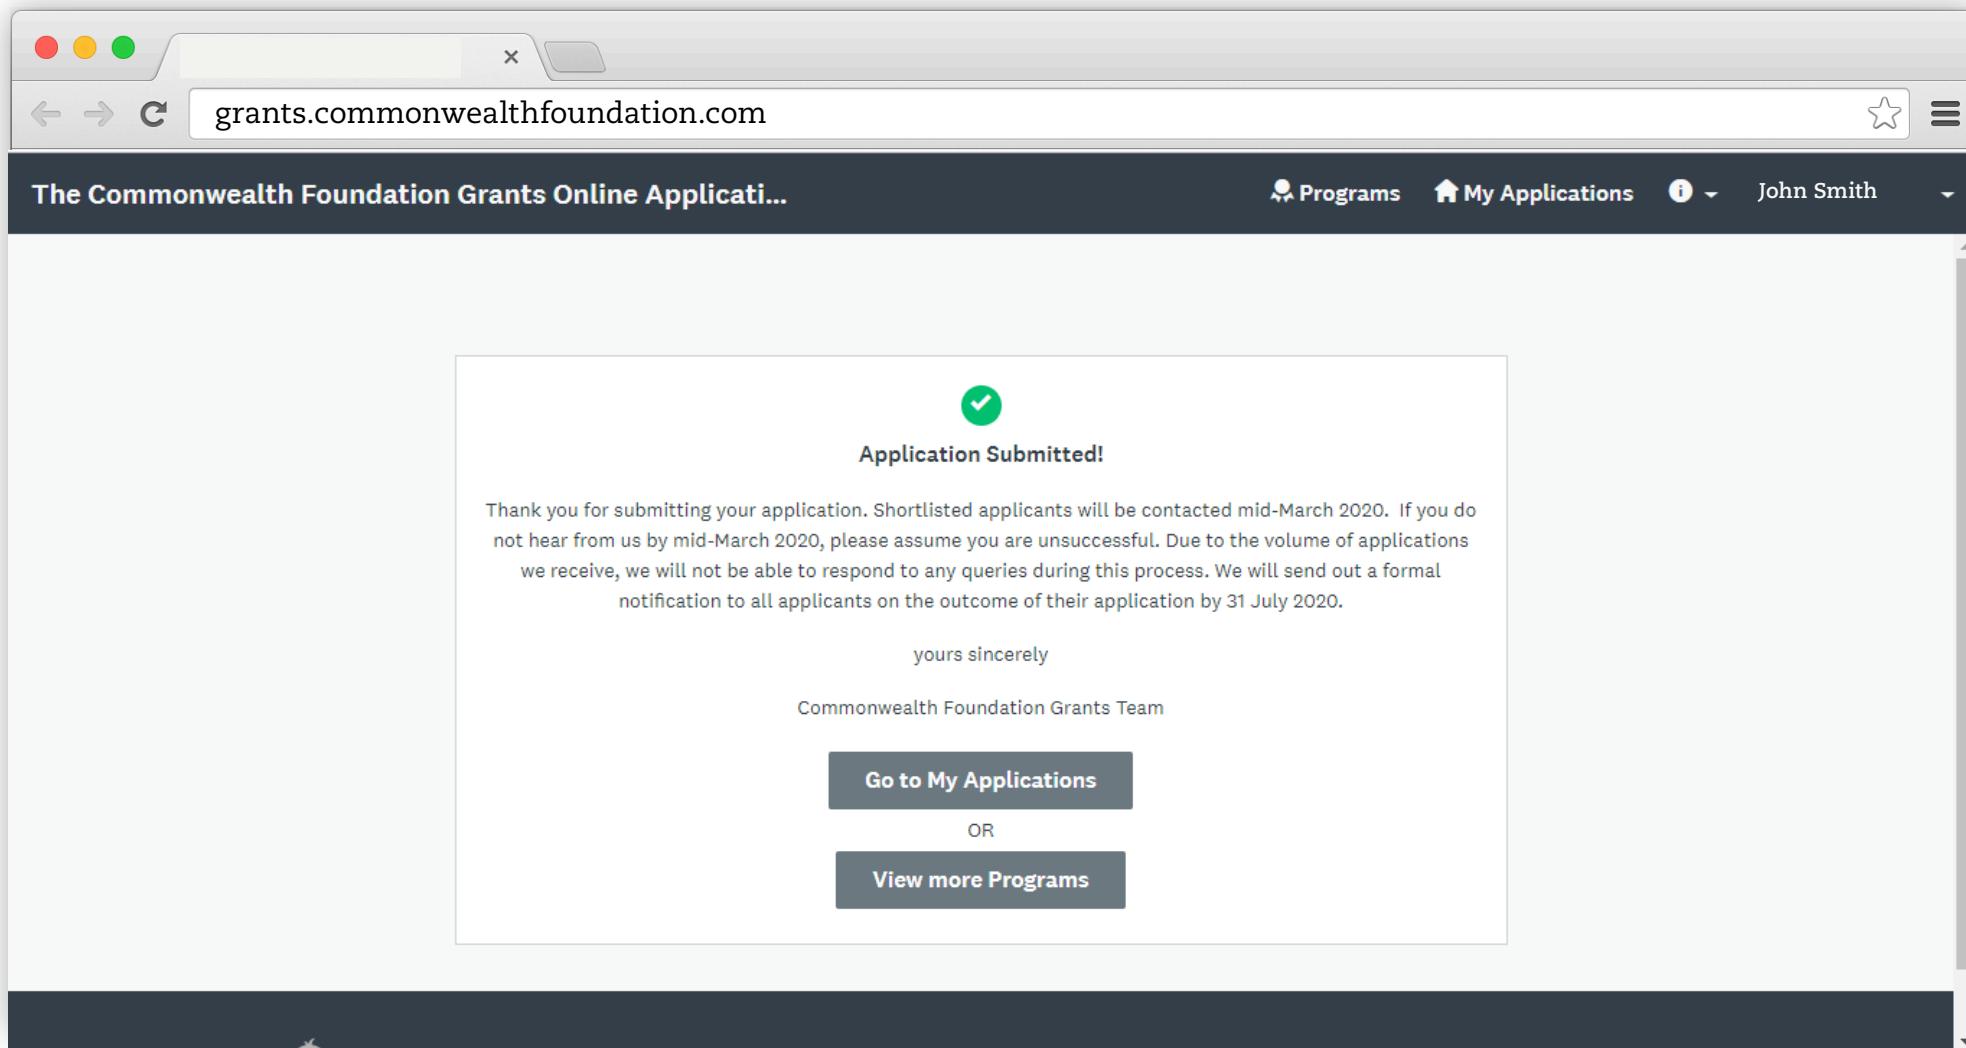 grants.commonwealthfoundation.com
The Commonwealth Foundation Grants Online Applicati...
Programs
My Applications
John Smith
Application Submitted!
Thank you for submitting your application. Shortlisted applicants will be contacted mid-March 2020.  If you do
not hear from us by mid-March 2020, please assume you are unsuccessful. Due to the volume of applications
we receive, we will not be able to respond to any queries during this process. We will send out a formal
notification to all applicants on the outcome of their application by 31 July 2020.
yours sincerely
Commonwealth Foundation Grants Team
Go to My Applications
OR
View more Programs